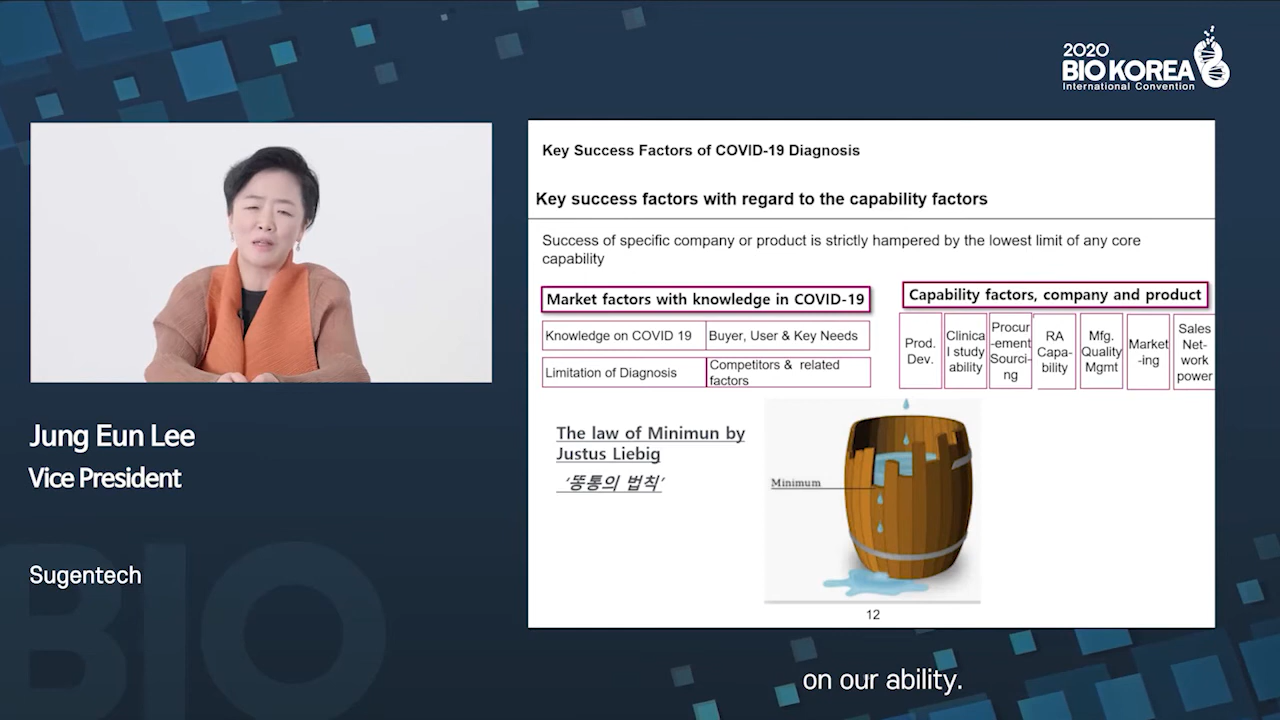 2020
BIO KOREA
International Convention
Key Success Factors of COVID-19 Diagnosis
Key success factors with regard to the capability factors
Success of specific company or product is strictly hampered by the lowest limit of any core
capability
Market factors with knowledge in COVID-19
Knowledge on COVID 19
Buyer, User & Key Needs
Limitation of Diagnosis
Competitors & related
factors
Capability factors, company and product
Prod.
Dev.
Clinica
l study
ability
Procur
-ement
Sourci-
ng
RA
Capa-
bility
Mfg.
Quality
Mgmt
Market
-ing
Sales
Net-
work
power
The law of Minimun by
Justus Liebig
‘똥통의 법칙’
Minimum
12
Jung Eun Lee
Vice President
Sugentech
BIO
on our ability.